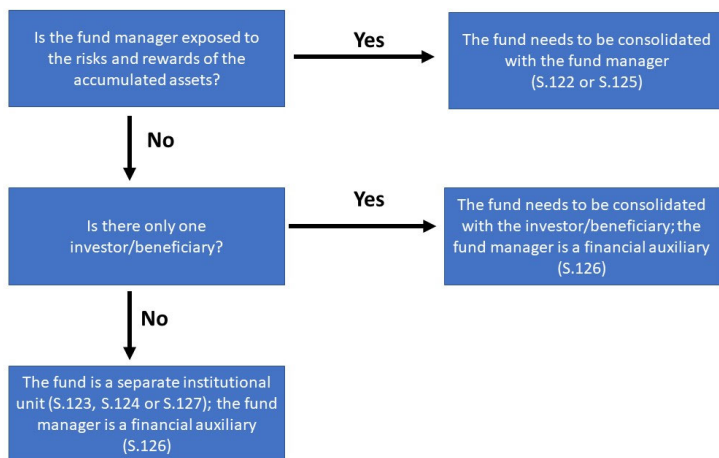 Is the fund manager exposed to
the risks and rewards of the
accumulated assets?
Yes
The fund needs to be consolidated
with the fund manager
(S.122 or S.125)
No
Is there only one
investor/beneficiary?
Yes
The fund needs to be consolidated
with the investor/beneficiary; the
fund manager is a financial auxiliary
(S.126)
No
The fund is a separate institutional
unit (S.123, S.124 or S.127); the fund
manager is a financial auxiliary
(S.126)